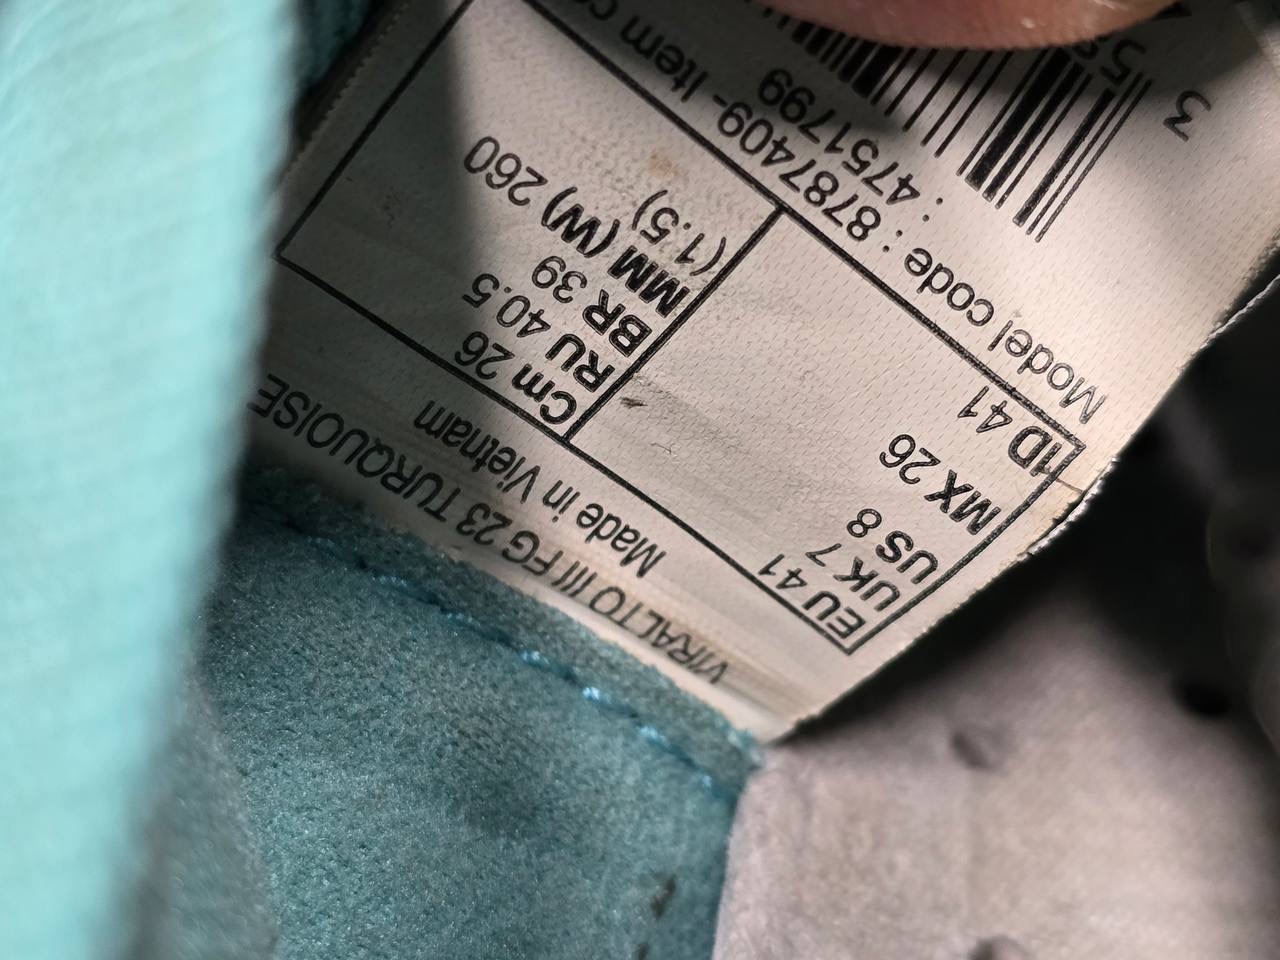 VIRALTO III FG 23 TURQUOISE
Made in Vietnam
EU 41
UK 7
US 8
MX 26
ID 41
Cm 26
RU 40.5
BR 39
MM (W) 260
(1.5)
Model code : 8787409- Item
: 4751799
3